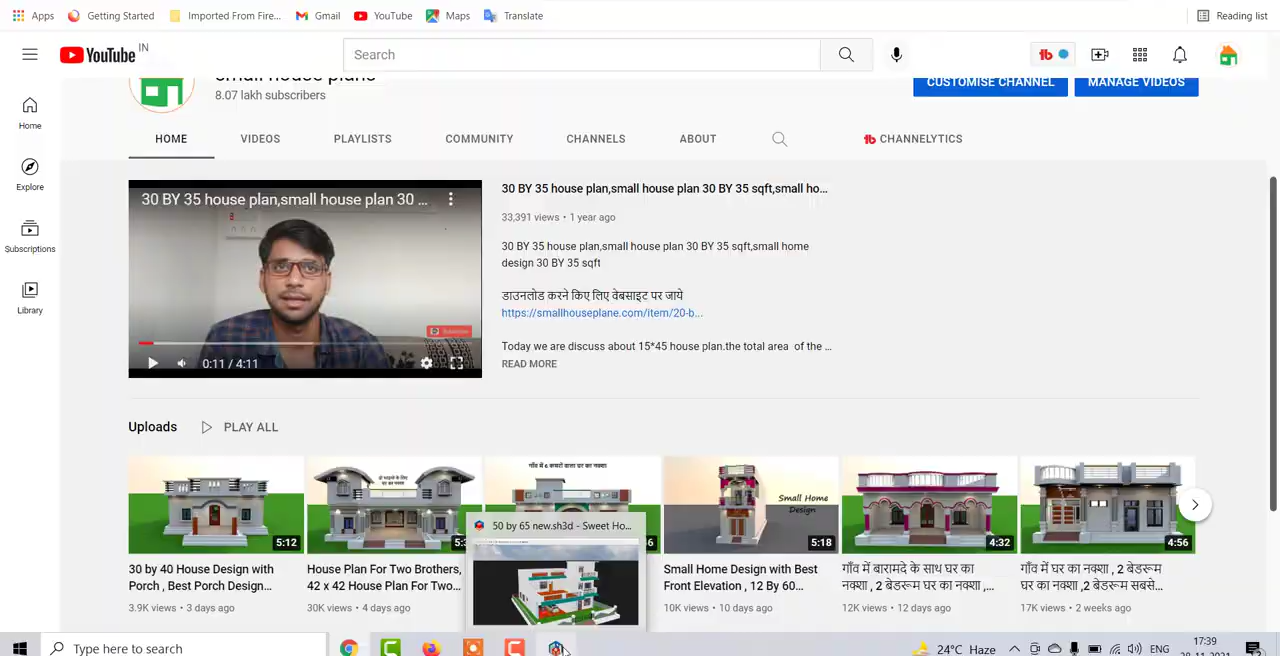 Apps
Getting Started
Imported From Fire...
Gmail
YouTube
Maps
Translate
Reading list
YouTube IN
Search
small house plans
8.07 lakh subscribers
CUSTOMISE CHANNEL
MANAGE VIDEOS
Home
Explore
Subscriptions
Library
HOME
VIDEOS
PLAYLISTS
COMMUNITY
CHANNELS
ABOUT
CHANNELYTICS
30 BY 35 house plan,small house plan 30 ...
0:11 / 4:11
30 BY 35 house plan,small house plan 30 BY 35 sqft,small ho...
33,391 views • 1 year ago
30 BY 35 house plan,small house plan 30 BY 35 sqft,small home
design 30 BY 35 sqft
डाउनलोड करने किए लिए वेबसाइट पर जाये
https://smallhouseplane.com/item/20-b...
Today we are discuss about 15*45 house plan.the total area of the ...
READ MORE
Uploads
PLAY ALL
5:12
गाँव में 6 कमरों वाला घर का नक्शा
Small Home
Design
5:18
4:32
4:56
50 by 65 new.sh3d - Sweet Ho...
30 by 40 House Design with
Porch , Best Porch Design...
3.9K views • 3 days ago
House Plan For Two Brothers,
42 x 42 House Plan For Two...
30K views • 4 days ago
Small Home Design with Best
Front Elevation , 12 By 60...
10K views • 10 days ago
गाँव में बारामदे के साथ घर का
नक्शा , 2 बेडरूम घर का नक्शा ,...
12K views • 12 days ago
गाँव में घर का नक्शा , 2 बेडरूम
घर का नक्शा ,2 बेडरूम सबसे...
17K views • 2 weeks ago
Type here to search
24°C Haze
ENG
17:39
28-11-2021